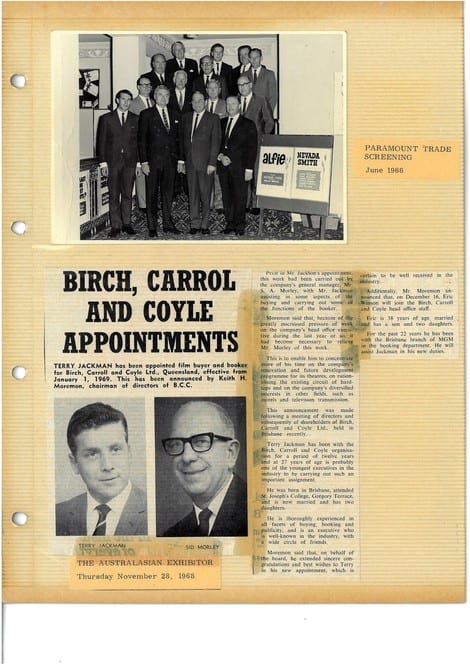 alfie
NEVADA
SMITH
PARAMOUNT TRADE
SCREENING
June 1966
BIRCH, CARROL
AND COYLE
APPOINTMENTS
TERRY JACKMAN has been appointed film buyer and booker
for Birch, Carroll and Coyle Ltd., Queensland, effective from
January 1, 1969. This has been announced by Keith H.
Moremon, chairman of directors of B.C.C.
TERRY JACKMAN
SID MORLEY
THE AUSTRALASIAN EXHIBITOR
Thursday November 28, 1968
Prior to Mr. Jackman's appointment,
this work had been carried out by
the company's general manager, Mr.
S. A. Morley, with Mr. Jackman
assisting in some aspects of the
buying and carrying out some of
the functions of the booker.
Moremon said that, because of the
greatly increased pressure of work
on the company's head office
during the last year or so, it
had become necessary to relieve
Mr. Morley of this work.
This is to enable him to concentrate
more of his time on the company's
renovation and future development
programme for its theatres, on
the existing circuit of
and on the company's diversified
interests in other fields, such as
motels and television transmission.
This announcement was made
following a meeting of directors and
subsequently of shareholders of Birch,
Carroll and Coyle Ltd., held in
Brisbane recently.
Terry Jackman has been with the
Birch, Carroll and Coyle
for a period of twelve years
and at 27 years of age is probably
one of the youngest executives in the
industry to be carrying out such an
important assignment.
He was born in Brisbane, attended
St. Joseph's College, Gregory Terrace,
and is now married and has two
daughters.
He is thoroughly experienced in
all facets of buying, booking and
publicity, and is an executive who
is well-known in the industry, with
a wide circle of friends.
Moremon said that, on behalf of
the board, he extended sincere
congratulations and best wishes to Terry
in his new appointment, which is
certain to be well received in the
industry.
Additionally, Mr. Moremon
announced that, on December 16, Eric
will join the Birch, Carroll
and Coyle head office staff.
Eric is 38 years of age, married
and has a son and two daughters.
For the past 22 years he has been
with the Brisbane branch of MGM
in the booking department. He will
assist Jackman in his new duties.